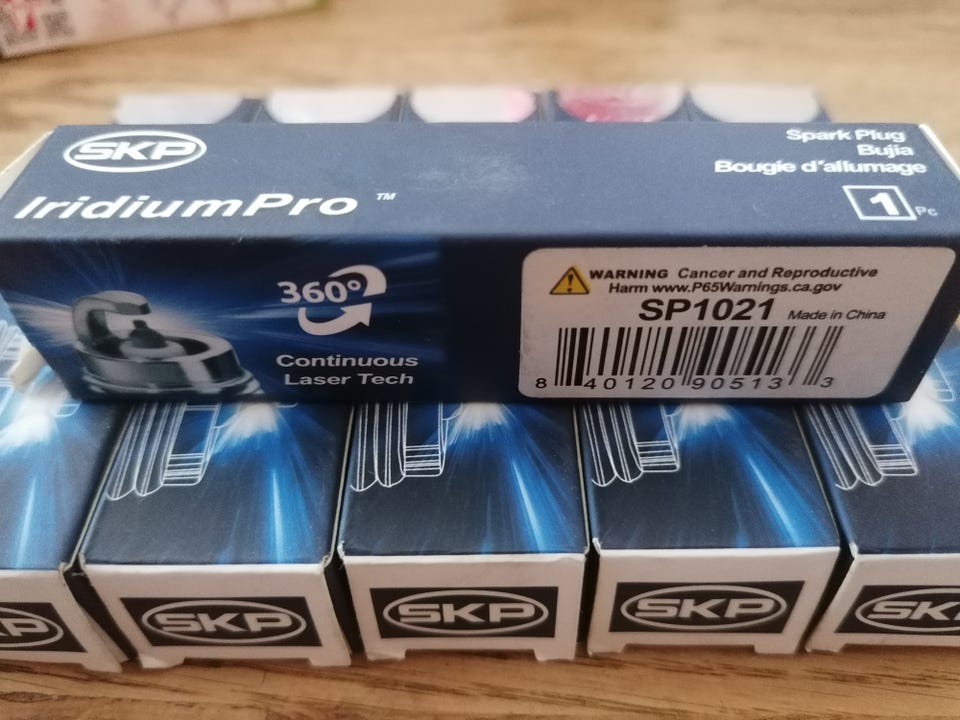 SKP
IridiumPro™
Spark Plug
Bujia
Bougie d'allumage
1 Pc
360°
Continuous
Laser Tech
WARNING Cancer and Reproductive
Harm www.P65Warnings.ca.gov
SP1021 Made in China
8 40120 90513 3
SKP
SKP
SKP
SKP
SKP